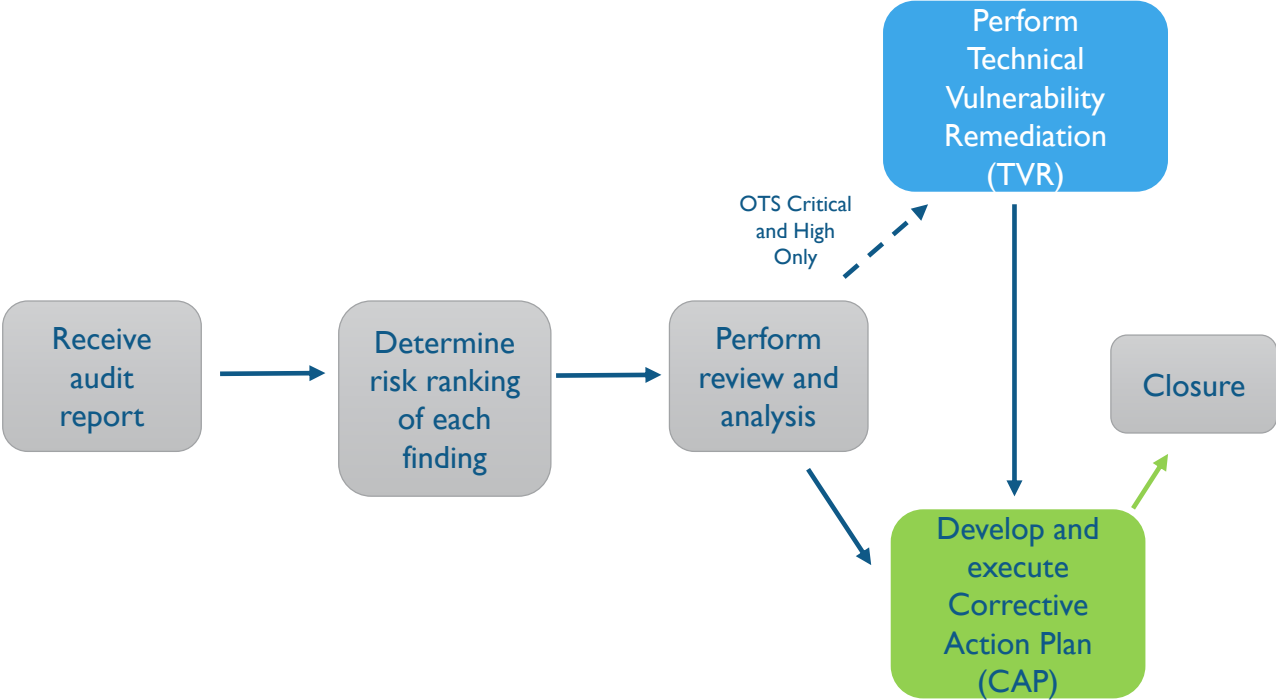 Perform
Technical
Vulnerability
Remediation
(TVR)
OTS Critical
and High
Only
Receive
audit
report
Determine
risk ranking
of each
finding
Perform
review and
analysis
Closure
Develop and
execute
Corrective
Action Plan
(CAP)